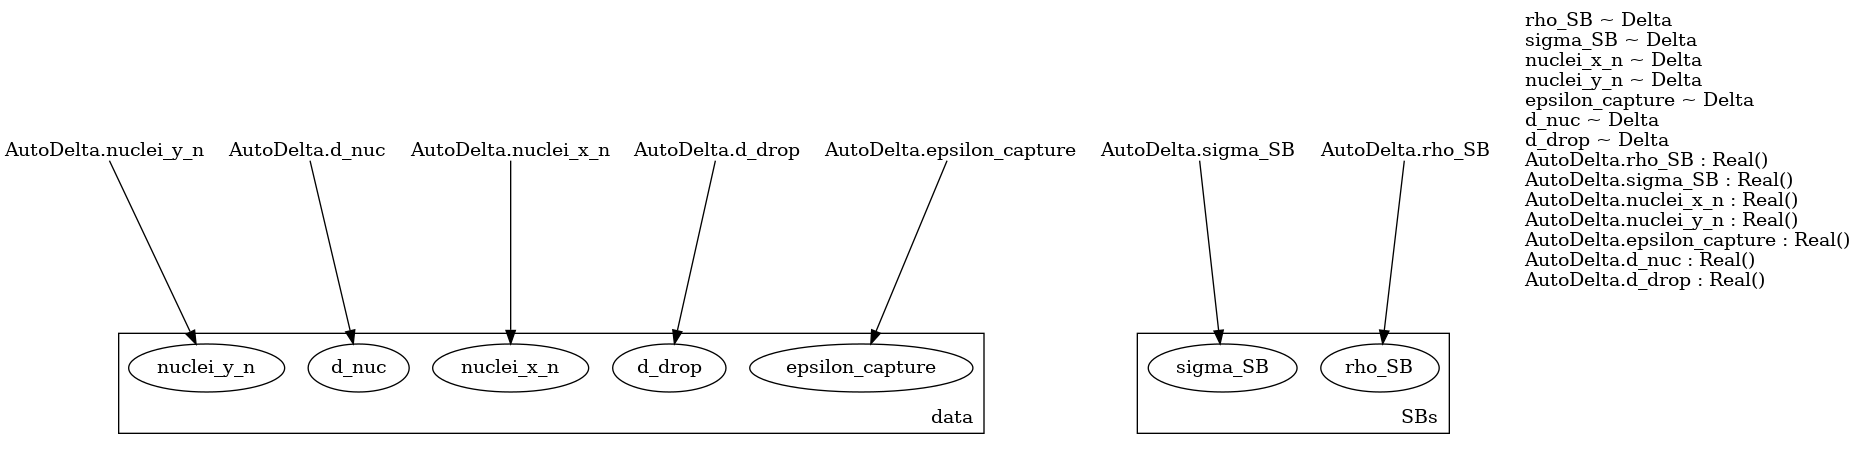 rho_SB ~ Delta
sigma_SB ~ Delta
nuclei_x_n ~ Delta
nuclei_y_n ~ Delta
epsilon_capture ~ Delta
d_nuc ~ Delta
d_drop ~ Delta
AutoDelta.rho_SB : Real()
AutoDelta.sigma_SB : Real()
AutoDelta.nuclei_x_n : Real()
AutoDelta.nuclei_y_n : Real()
AutoDelta.epsilon_capture : Real()
AutoDelta.d_nuc : Real()
AutoDelta.d_drop : Real()
AutoDelta.nuclei_y_n
AutoDelta.d_nuc
AutoDelta.nuclei_x_n
AutoDelta.d_drop
AutoDelta.epsilon_capture
AutoDelta.sigma_SB
AutoDelta.rho_SB
nuclei_y_n
d_nuc
nuclei_x_n
d_drop
epsilon_capture
data
sigma_SB
rho_SB
SBs